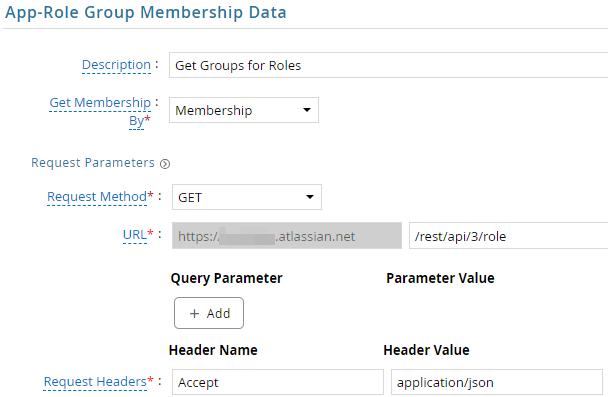 App-Role Group Membership Data
Description : Get Groups for Roles
Get Membership : Membership
By*
Request Parameters
Request Method* : GET
URL* : https:/ .atlassian.net /rest/api/3/role
Query Parameter Parameter Value
+ Add
Header Name Header Value
Request Headers* : Accept application/json